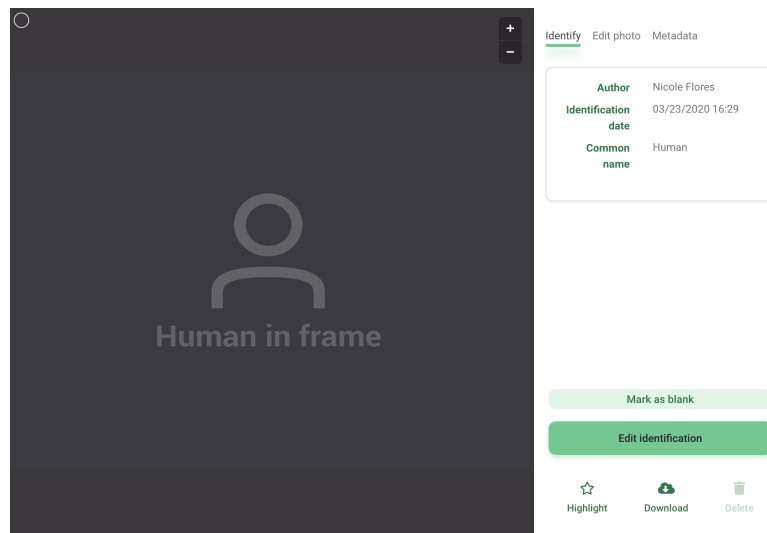 +
−
Human in frame
Identify Edit photo Metadata
Author Nicole Flores
Identification date 03/23/2020 16:29
Common name Human
Mark as blank
Edit identification
Highlight Download Delete